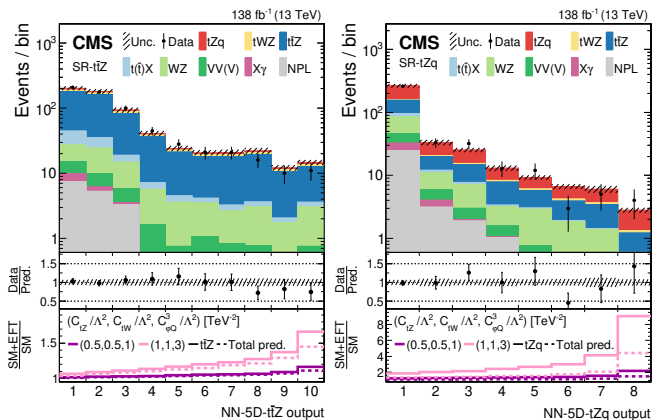 138 fb⁻¹ (13 TeV)
CMS
Unc. Data tZq tWZ tt̄Z
SR-tt̄Z
t(t̄)X WZ VV(V) Xγ NPL
Events / bin
10³
10²
10
1
Data
Pred.
1.5
1
0.5
(C_tZ/Λ², C_tW/Λ², C³_φQ/Λ²) [TeV⁻²]
(0.5,0.5,1) (1,1,3) tt̄Z Total pred.
SM+EFT
SM
2
1.5
1
1 2 3 4 5 6 7 8 9 10
NN-5D-tt̄Z output
138 fb⁻¹ (13 TeV)
CMS
Unc. Data tZq tWZ tt̄Z
SR-tZq
t(t̄)X WZ VV(V) Xγ NPL
Events / bin
10³
10²
10
1
Data
Pred.
1.5
1
0.5
(C_tZ/Λ², C_tW/Λ², C³_φQ/Λ²) [TeV⁻²]
(0.5,0.5,1) (1,1,3) tZq Total pred.
SM+EFT
SM
8
6
4
2
1 2 3 4 5 6 7 8
NN-5D-tZq output